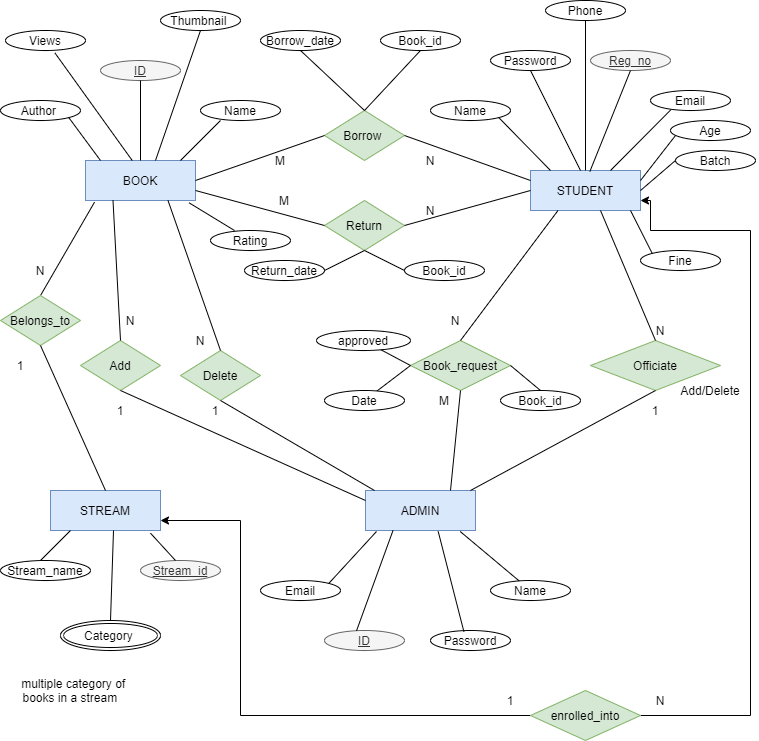 Phone
Thumbnail
Views
Borrow_date
Book_id
ID
Password
Reg_no
Author
Name
Name
Email
Age
Borrow
M
N
Batch
BOOK
STUDENT
M
N
Return
Rating
Fine
Return_date
Book_id
N
Belongs_to
N
N
N
N
approved
1
Add
Delete
Book_request
Officiate
Add/Delete
Date
M
Book_id
1
1
1
STREAM
ADMIN
Stream_name
Stream_id
Email
Name
Category
ID
Password
multiple category of
books in a stream
1
enrolled_into
N